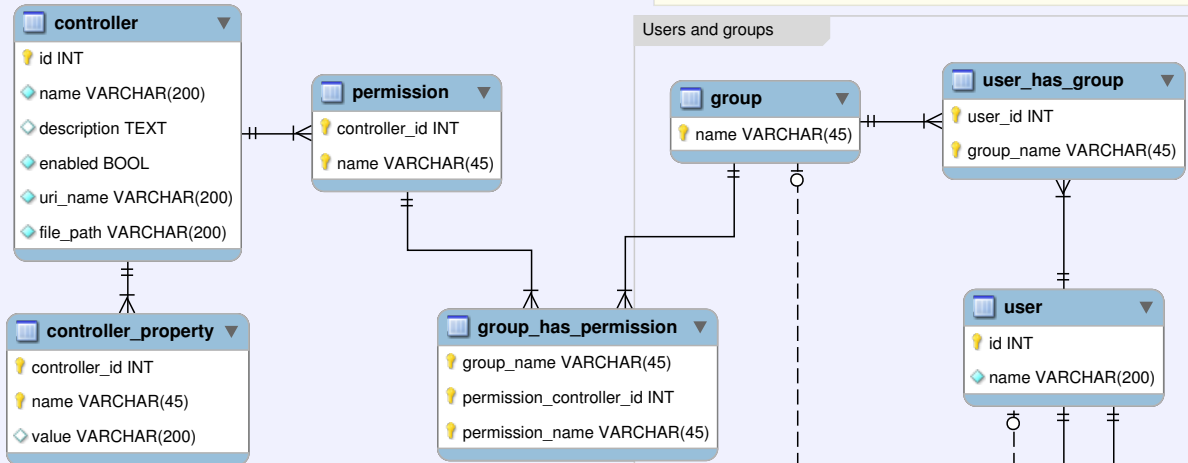 controller
id INT
name VARCHAR(200)
description TEXT
enabled BOOL
uri_name VARCHAR(200)
file_path VARCHAR(200)
controller_property
controller_id INT
name VARCHAR(45)
value VARCHAR(200)
permission
controller_id INT
name VARCHAR(45)
group_has_permission
group_name VARCHAR(45)
permission_controller_id INT
permission_name VARCHAR(45)
Users and groups
group
name VARCHAR(45)
user_has_group
user_id INT
group_name VARCHAR(45)
user
id INT
name VARCHAR(200)